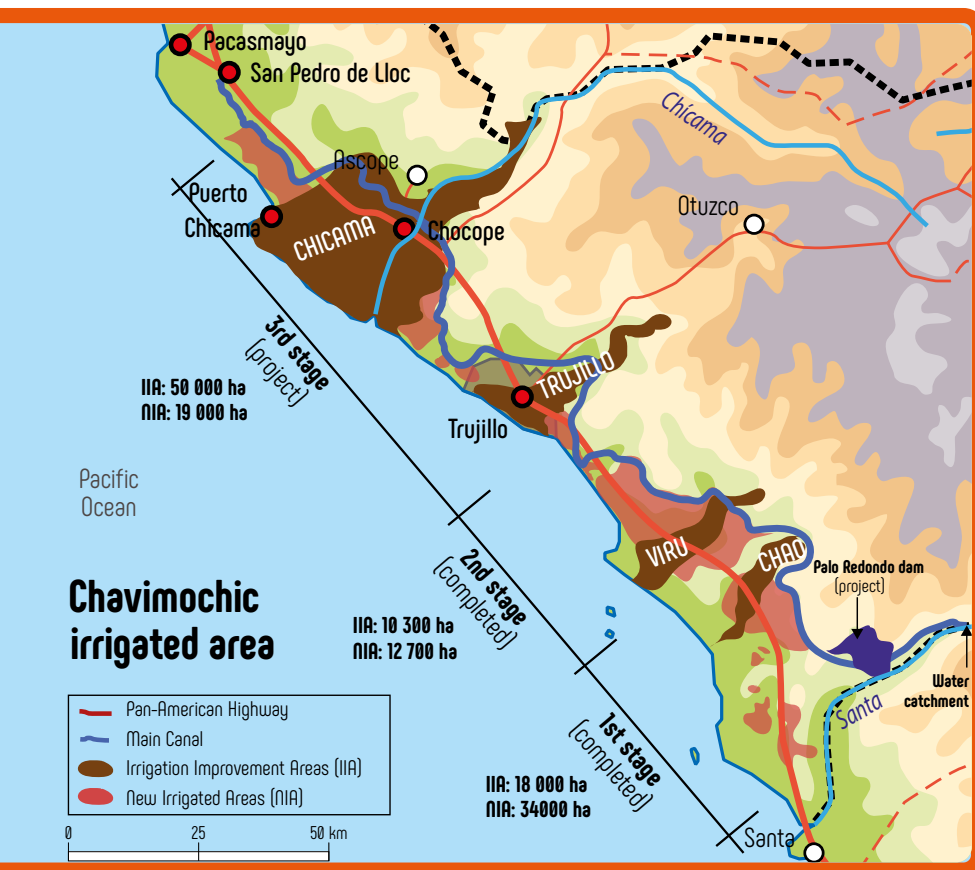 Pacasmayo
San Pedro de Lloc
Chicama
Ascope
Puerto
Chicama
Otuzco
CHICAMA
Chocope
3rd stage
(project)
IIA: 50 000 ha
NIA: 19 000 ha
TRUJILLO
Trujillo
Pacific
Ocean
VIRU
CHAO
Palo Redondo dam
(project)
2nd stage
(completed)
IIA: 10 300 ha
NIA: 12 700 ha
Chavimochic
irrigated area
Water
catchment
Santa
Pan-American Highway
Main Canal
Irrigation Improvement Areas (IIA)
New Irrigated Areas (NIA)
1st stage
(completed)
IIA: 18 000 ha
NIA: 34000 ha
0 25 50 km
Santa